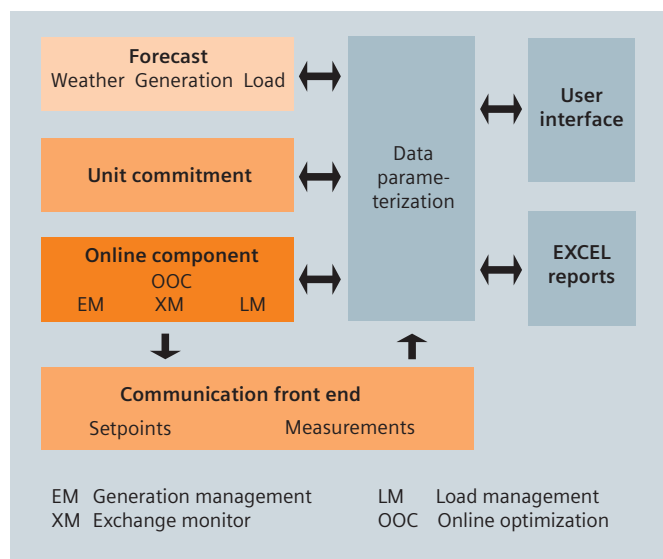 Forecast
Weather Generation Load
Unit commitment
Online component
OOC
EM XM LM
Data
parame-
terization
User
interface
EXCEL
reports
Communication front end
Setpoints Measurements
EM Generation management
XM Exchange monitor
LM Load management
OOC Online optimization